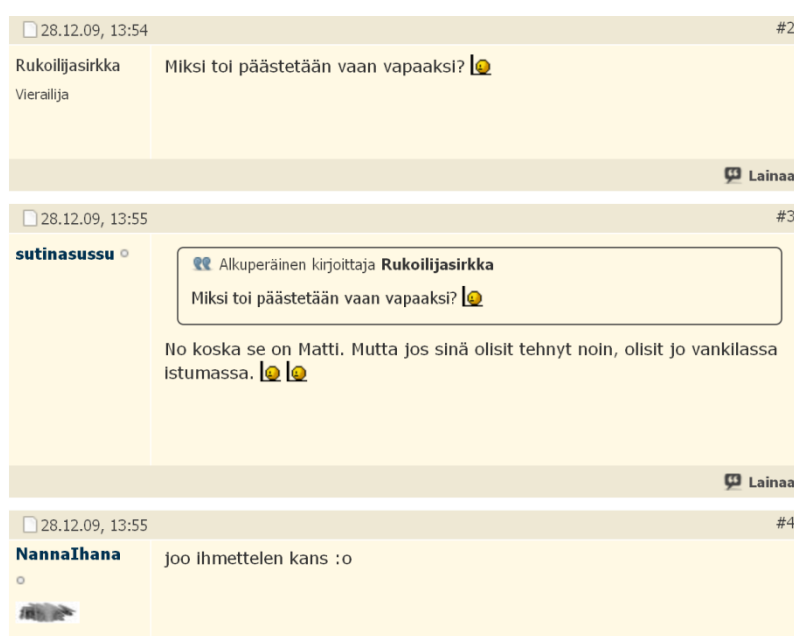 28.12.09, 13:54 #2
Rukoilijasirkka
Vierailija
Miksi toi päästetään vaan vapaaksi?
Lainaa
28.12.09, 13:55 #3
sutinasussu
Alkuperäinen kirjoittaja Rukoilijasirkka
Miksi toi päästetään vaan vapaaksi?
No koska se on Matti. Mutta jos sinä olisit tehnyt noin, olisit jo vankilassa
istumassa.
Lainaa
28.12.09, 13:55 #4
NannaIhana
joo ihmettelen kans :o